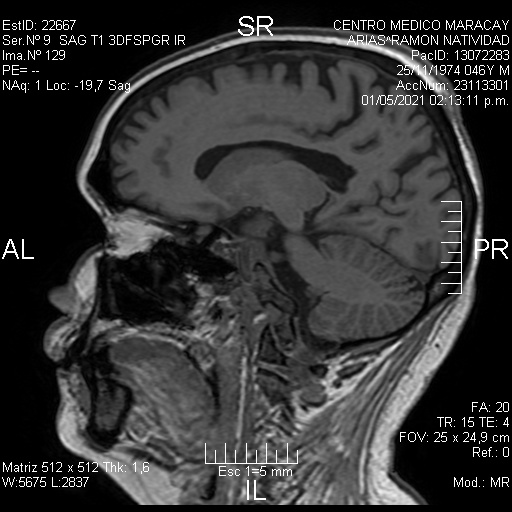 EstID: 22667
Ser.Nº 9 SAG T1 3DFSPGR IR
Ima.Nº 129
PE= --
NAq: 1 Loc: -19,7 Sag
SR
CENTRO MEDICO MARACAY
ARIAS^RAMON NATIVIDAD
PacID: 13072283
25/11/1974 046Y M
AccNum: 23113301
01/05/2021 02:13:11 p.m.
AL
PR
FA: 20
TR: 15 TE: 4
FOV: 25 x 24,9 cm
Ref.: 0
Mod.: MR
Matriz 512 x 512 Thk: 1,6
W:5675 L:2837
Esc 1=5 mm
IL